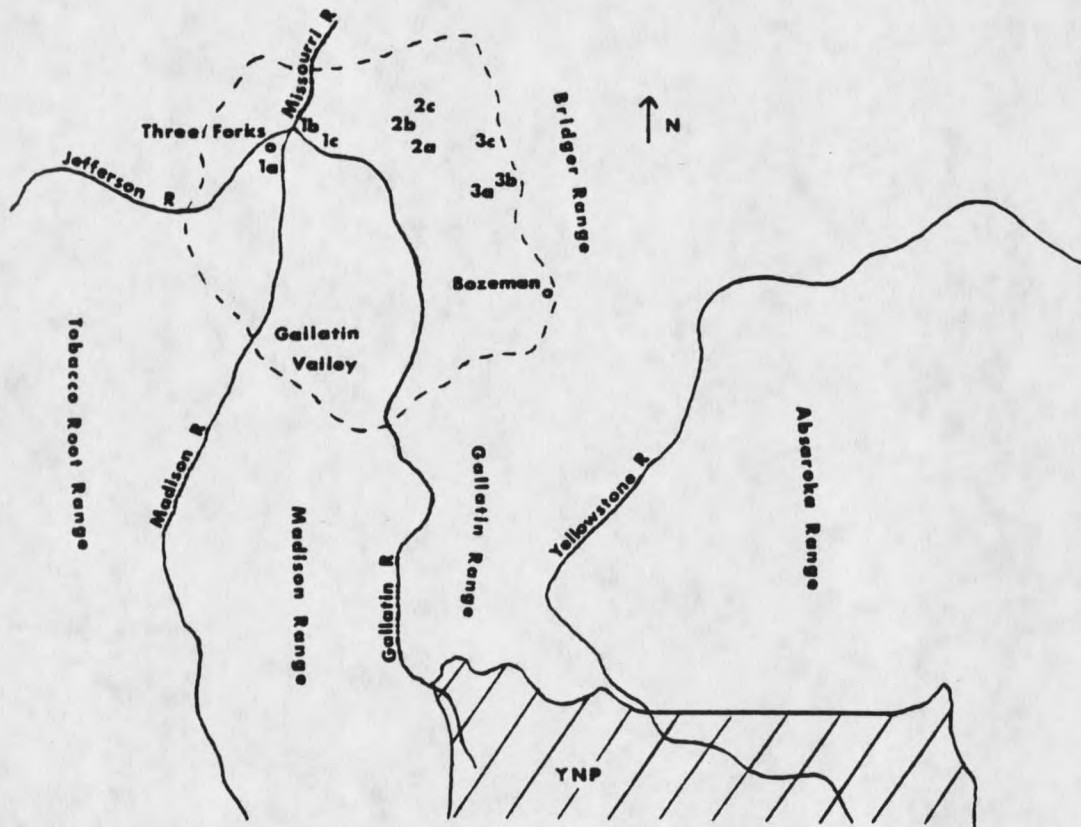 Missourri R
Three Forks
1b
1c
1a
2c
2b
2a
3c
3b
3a
N
Bridger Range
Jefferson R
Bozeman
Gallatin
Valley
Tobacco Root Range
Madison R
Madison Range
Gallatin R
Gallatin Range
Yellowstone R
Absaroka Range
YNP